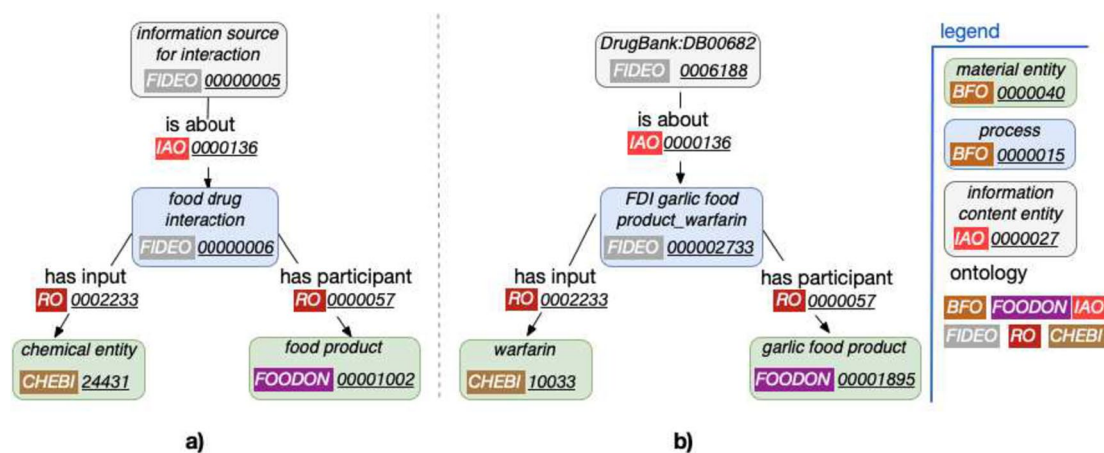 information source
for interaction
FIDEO 00000005
is about
IAO 0000136
food drug
interaction
FIDEO 00000006
has input
RO 0002233
has participant
RO 0000057
chemical entity
CHEBI 24431
food product
FOODON 00001002
a)
DrugBank:DB00682
FIDEO 0006188
is about
IAO 0000136
FDI garlic food
product_warfarin
FIDEO 000002733
has input
RO 0002233
has participant
RO 0000057
warfarin
CHEBI 10033
garlic food product
FOODON 00001895
b)
legend
material entity
BFO 0000040
process
BFO 0000015
information
content entity
IAO 0000027
ontology
BFO FOODON IAO
FIDEO RO CHEBI